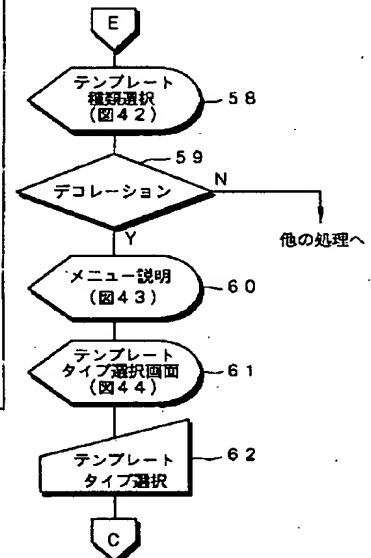 E
テンプレート
種類選択
(図42)
58
59
デコレーション
N
他の処理へ
Y
メニュー説明
(図43)
60
テンプレート
タイプ選択画面
(図44)
61
テンプレート
タイプ選択
62
C